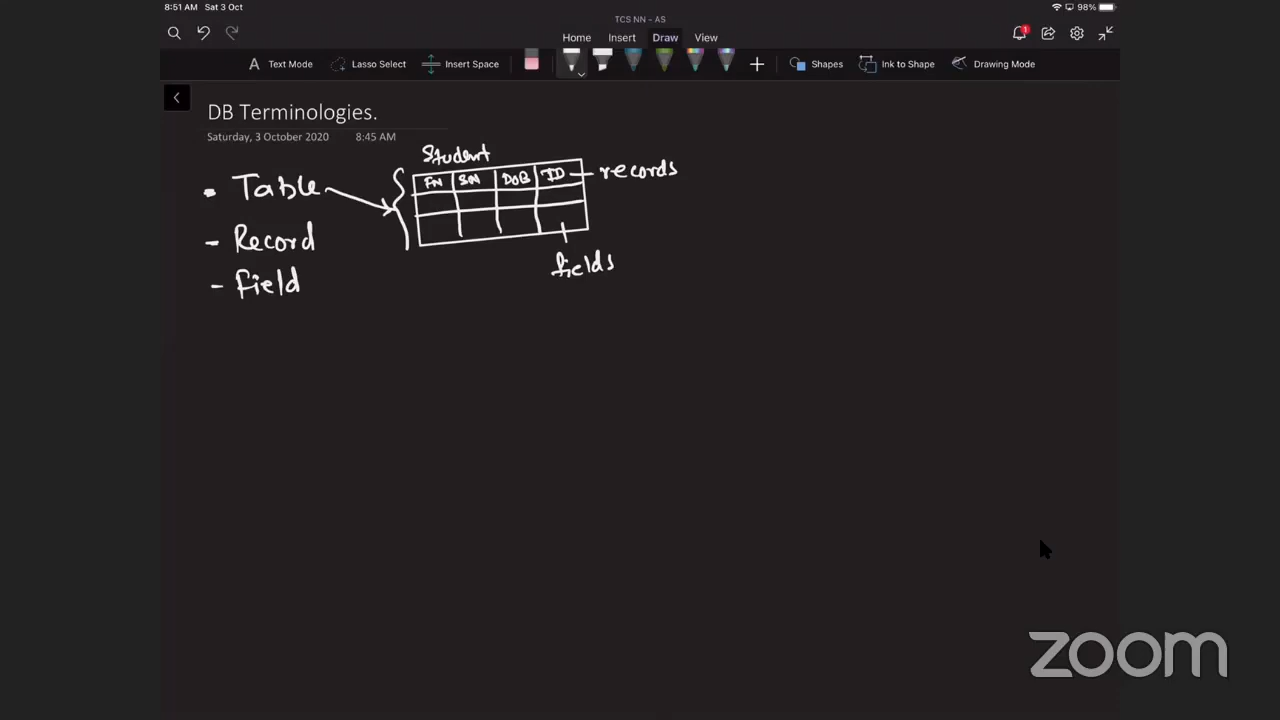 8:51 AM Sat 3 Oct
98%
TCS NN - AS
Home Insert Draw View
1
A Text Mode Lasso Select Insert Space Shapes Ink to Shape Drawing Mode
DB Terminologies.
Saturday, 3 October 2020 8:45 AM
Student
• Table
FN SN DOB ID
records
- Record
- field
fields
zoom